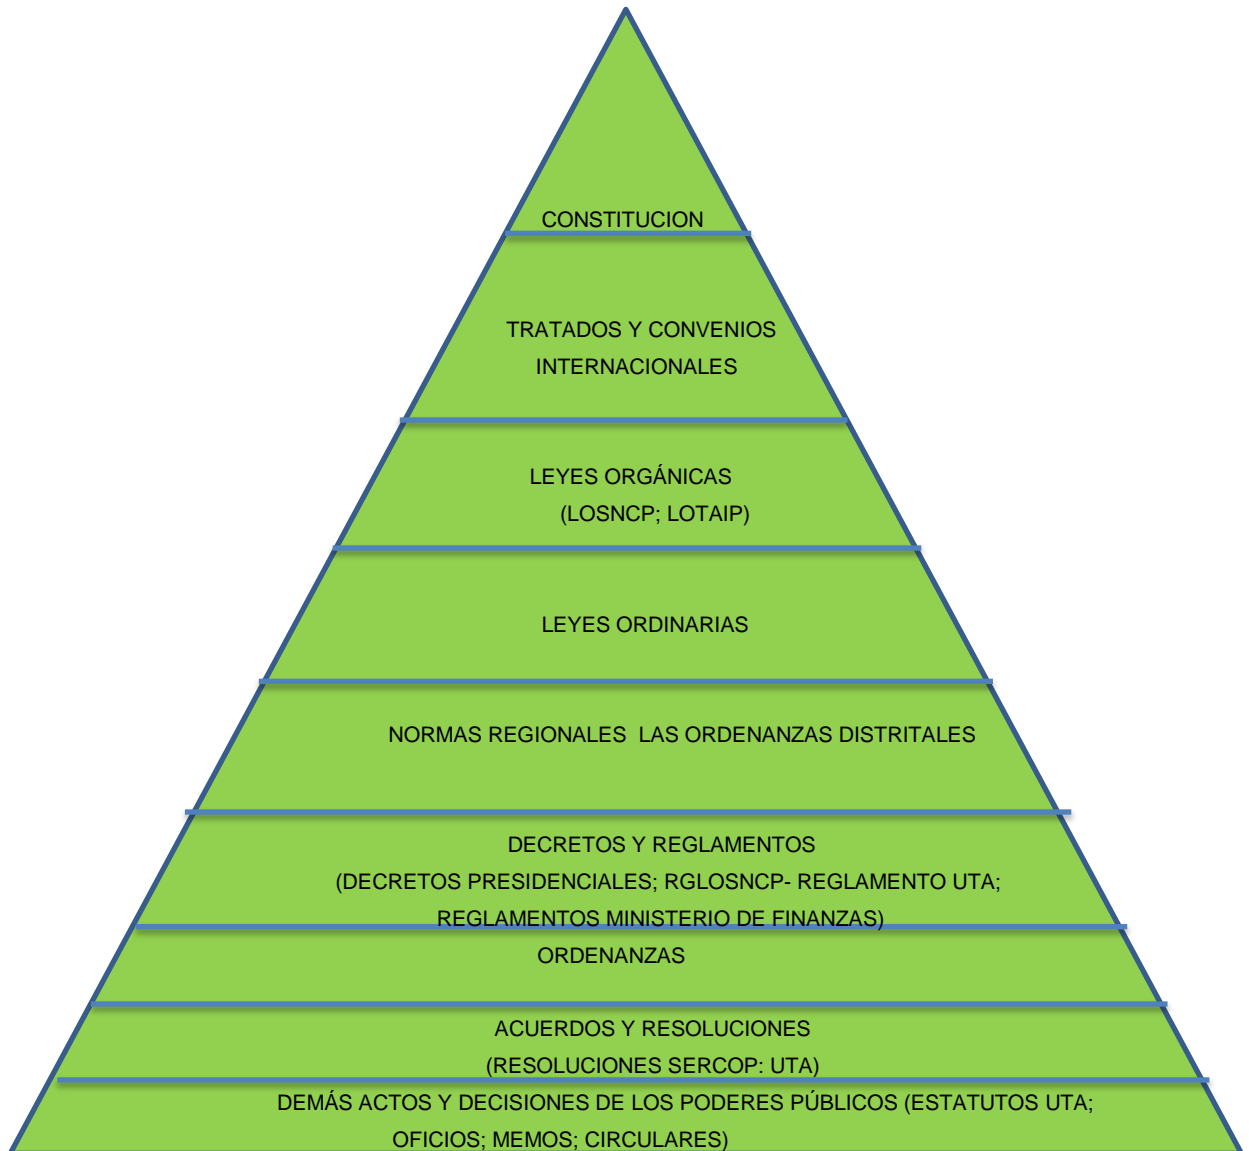 CONSTITUCION
TRATADOS Y CONVENIOS
INTERNACIONALES
LEYES ORGÁNICAS
(LOSNCP; LOTAIP)
LEYES ORDINARIAS
NORMAS REGIONALES LAS ORDENANZAS DISTRITALES
DECRETOS Y REGLAMENTOS
(DECRETOS PRESIDENCIALES; RGLOSNCP- REGLAMENTO UTA;
REGLAMENTOS MINISTERIO DE FINANZAS)
ORDENANZAS
ACUERDOS Y RESOLUCIONES
(RESOLUCIONES SERCOP: UTA)
DEMÁS ACTOS Y DECISIONES DE LOS PODERES PÚBLICOS (ESTATUTOS UTA;
OFICIOS; MEMOS; CIRCULARES)